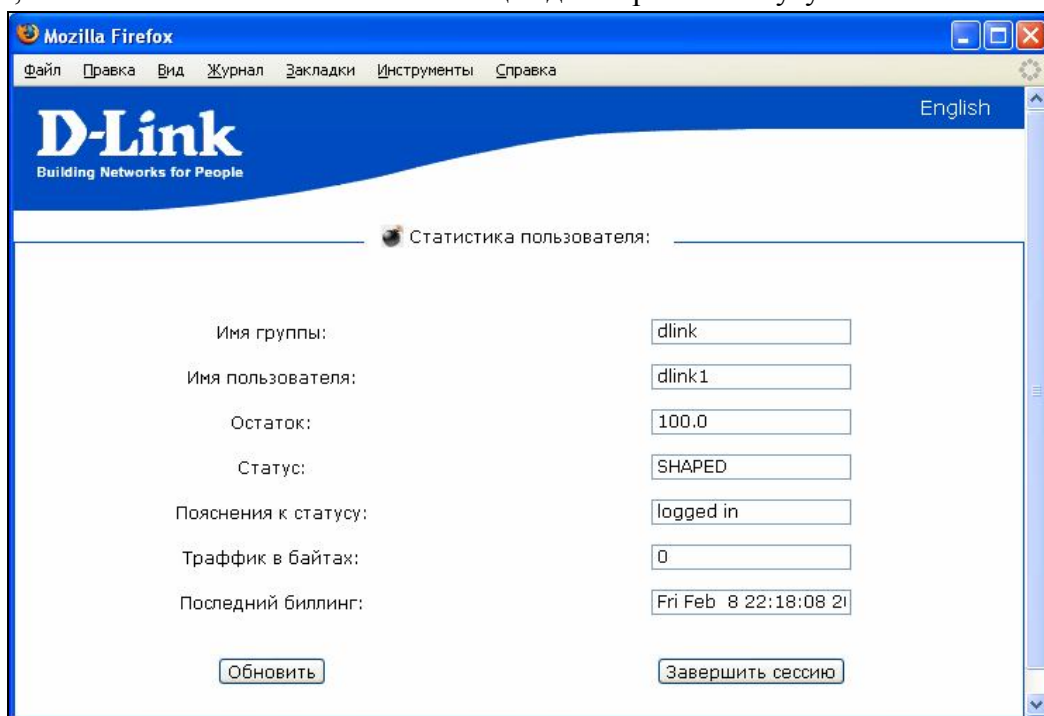 Mozilla Firefox
Файл Правка Вид Журнал Закладки Инструменты Справка
English
D-Link
Building Networks for People
Статистика пользователя:
Имя группы: dlink
Имя пользователя: dlink1
Остаток: 100.0
Статус: SHAPED
Пояснения к статусу: logged in
Траффик в байтах: 0
Последний биллинг: Fri Feb 8 22:18:08 2
Обновить Завершить сессию